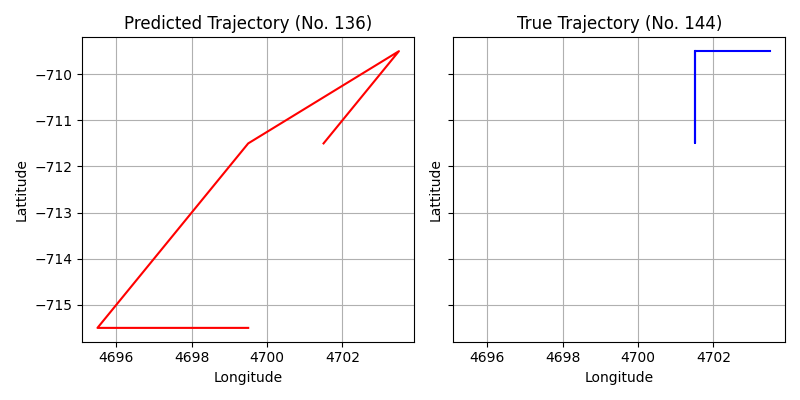 Predicted Trajectory (No. 136)
True Trajectory (No. 144)
−710
−711
−712
−713
−714
−715
Lattitude
Lattitude
4696 4698 4700 4702
4696 4698 4700 4702
Longitude
Longitude